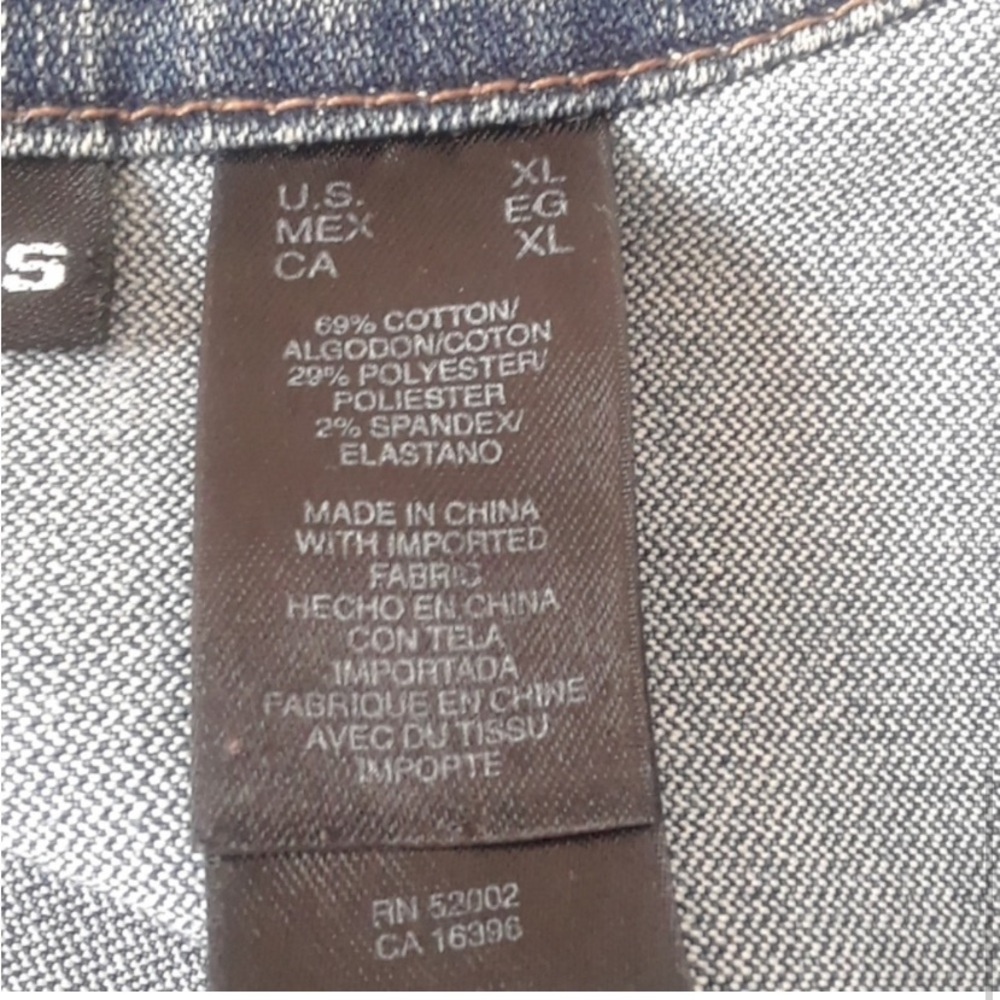 S
U.S. XL
MEX EG
CA XL
69% COTTON/
ALGODON/COTON
29% POLYESTER/
POLIESTER
2% SPANDEX/
ELASTANO
MADE IN CHINA
WITH IMPORTED
FABRIC
HECHO EN CHINA
CON TELA
IMPORTADA
FABRIQUE EN CHINE
AVEC DU TISSU
IMPORTE
RN 52002
CA 16396